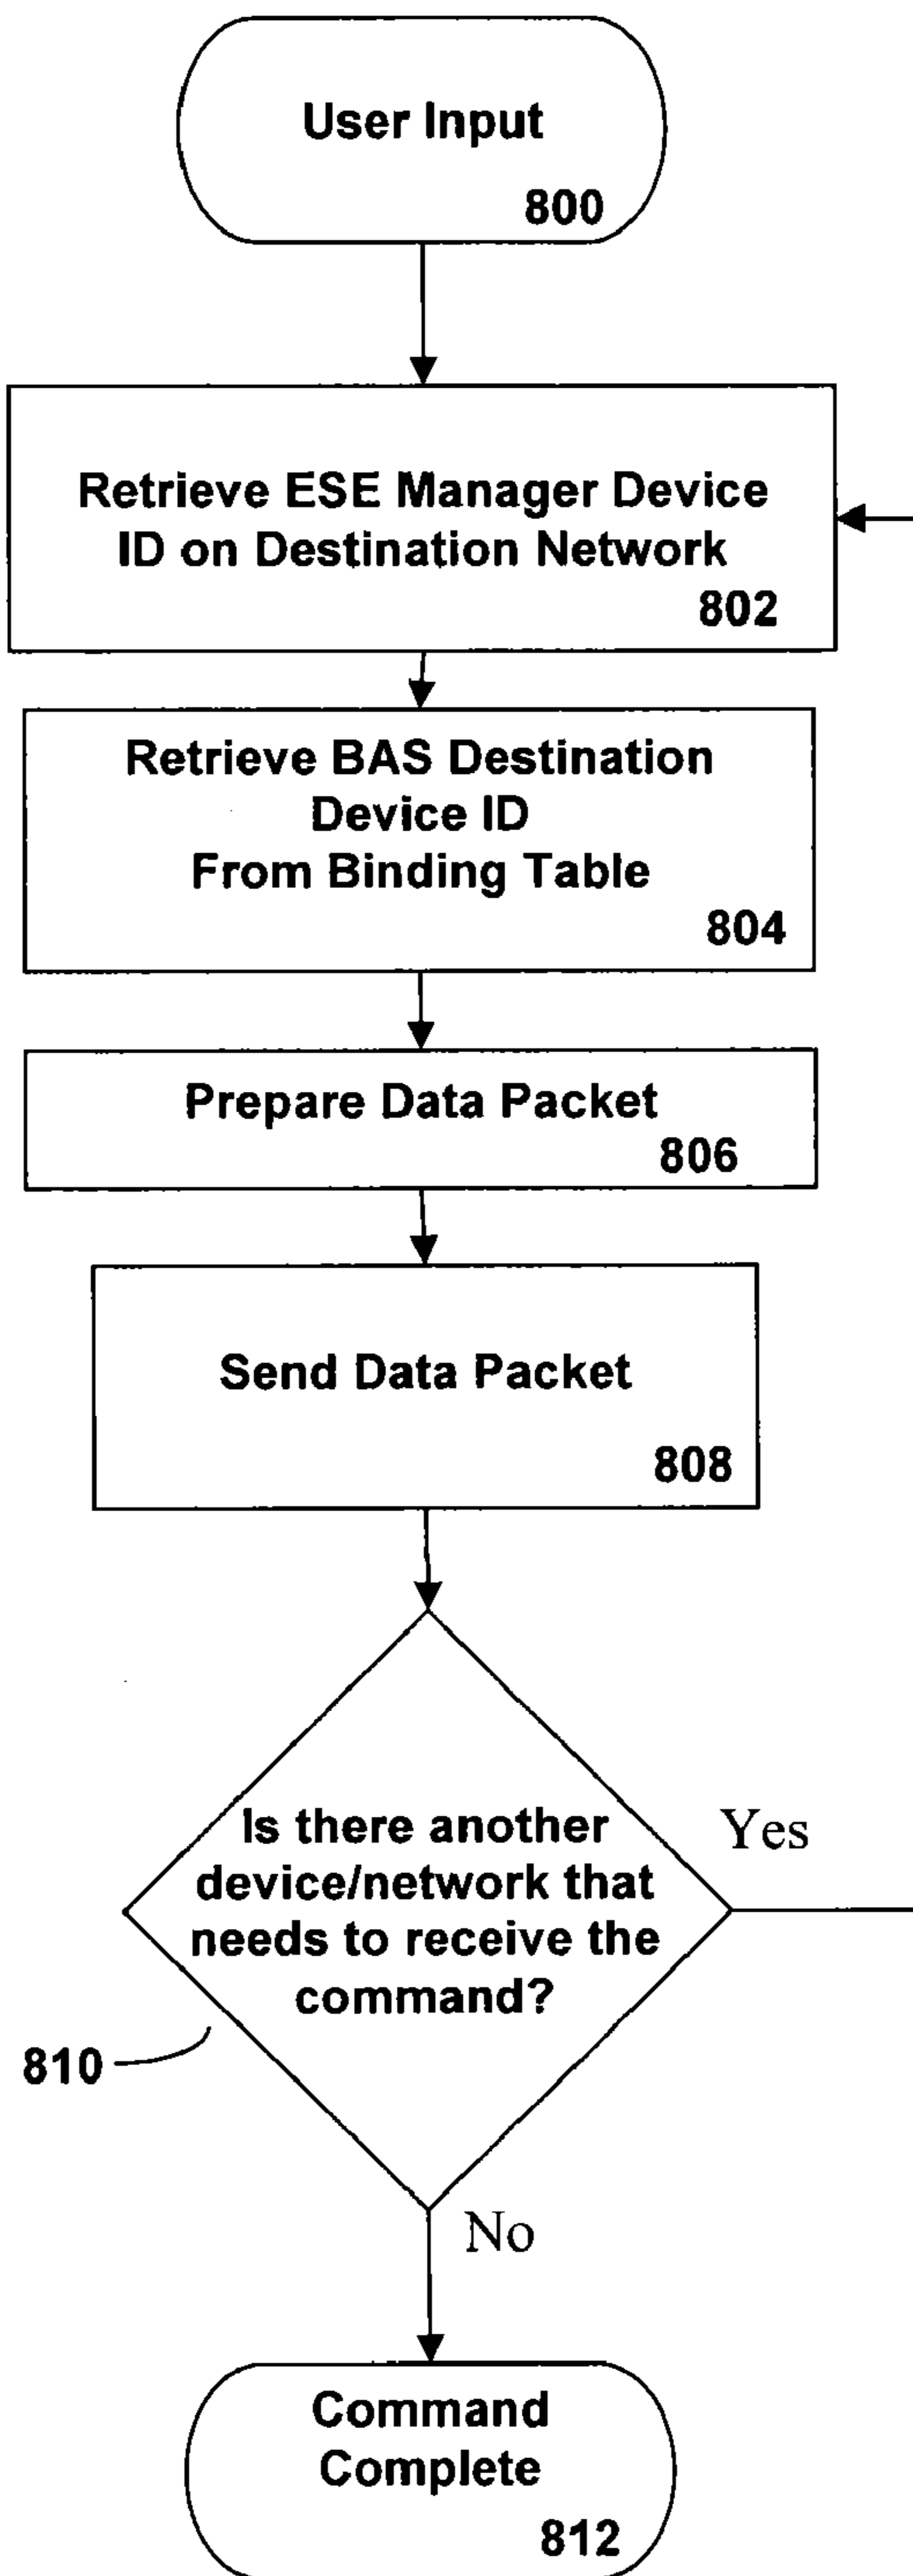 User Input
800
Retrieve ESE Manager Device
ID on Destination Network
802
Retrieve BAS Destination
Device ID
From Binding Table
804
Prepare Data Packet
806
Send Data Packet
808
Is there another
device/network that
needs to receive the
command?
Yes
810
No
Command
Complete
812